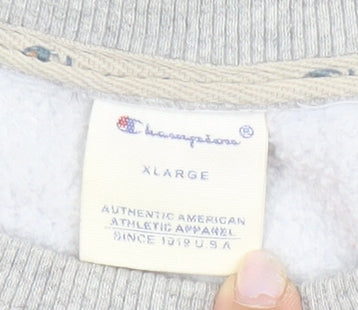 Champion®
XLARGE
AUTHENTIC AMERICAN
ATHLETIC APPAREL
SINCE 1919 U.S.A